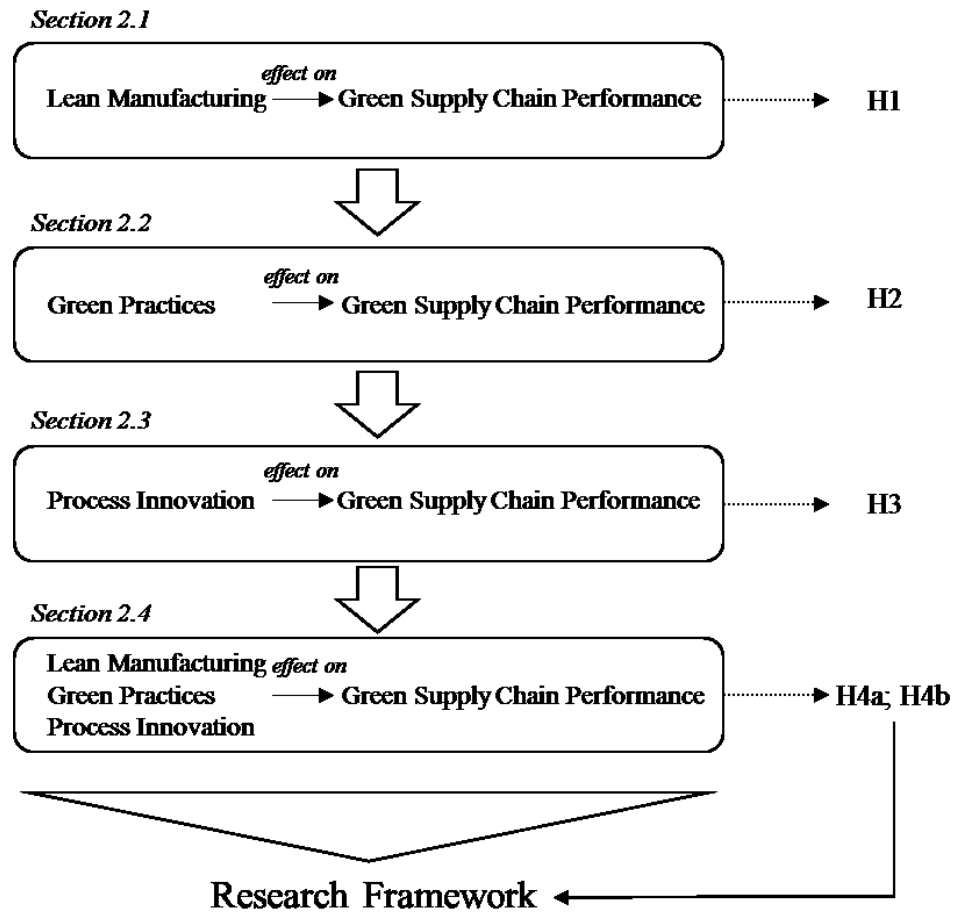 Section 2.1
effect on
Lean Manufacturing Green Supply Chain Performance H1
Section 2.2
effect on
Green Practices Green Supply Chain Performance H2
Section 2.3
effect on
Process Innovation Green Supply Chain Performance H3
Section 2.4
Lean Manufacturing effect on
Green Practices Green Supply Chain Performance H4a; H4b
Process Innovation
Research Framework